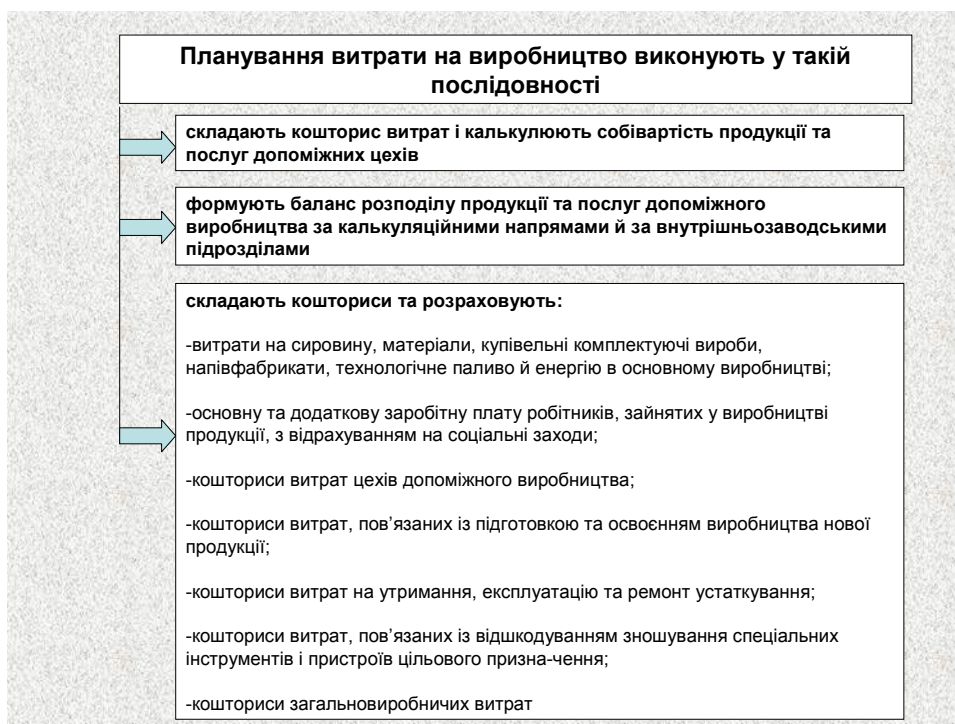 Планування витрати на виробництво виконують у такій
послідовності
складають кошторис витрат і калькулюють собівартість продукції та
послуг допоміжних цехів
формують баланс розподілу продукції та послуг допоміжного
виробництва за калькуляційними напрямами й за внутрішньозаводськими
підрозділами
складають кошториси та розраховують:
-витрати на сировину, матеріали, купівельні комплектуючі вироби,
напівфабрикати, технологічне паливо й енергію в основному виробництві;
-основну та додаткову заробітну плату робітників, зайнятих у виробництві
продукції, з відрахуванням на соціальні заходи;
-кошториси витрат цехів допоміжного виробництва;
-кошториси витрат, пов’язаних із підготовкою та освоєнням виробництва нової
продукції;
-кошториси витрат на утримання, експлуатацію та ремонт устаткування;
-кошториси витрат, пов’язаних із відшкодуванням зношування спеціальних
інструментів і пристроїв цільового призна-чення;
-кошториси загальновиробничих витрат